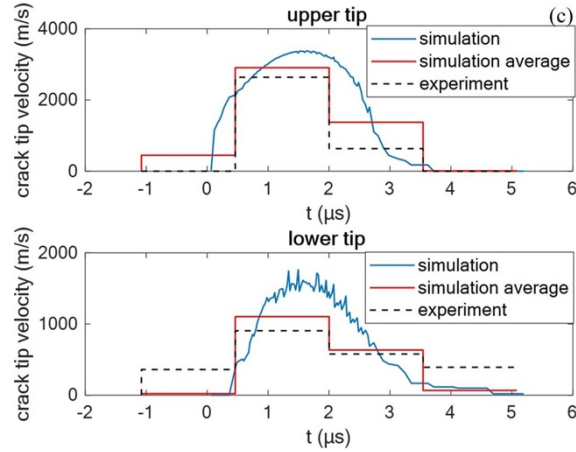 upper tip
(c)
crack tip velocity (m/s)
4000
2000
0
simulation
simulation average
experiment
-2 -1 0 1 2 3 4 5 6
t (μs)
lower tip
crack tip velocity (m/s)
2000
1000
0
simulation
simulation average
experiment
-2 -1 0 1 2 3 4 5 6
t (μs)